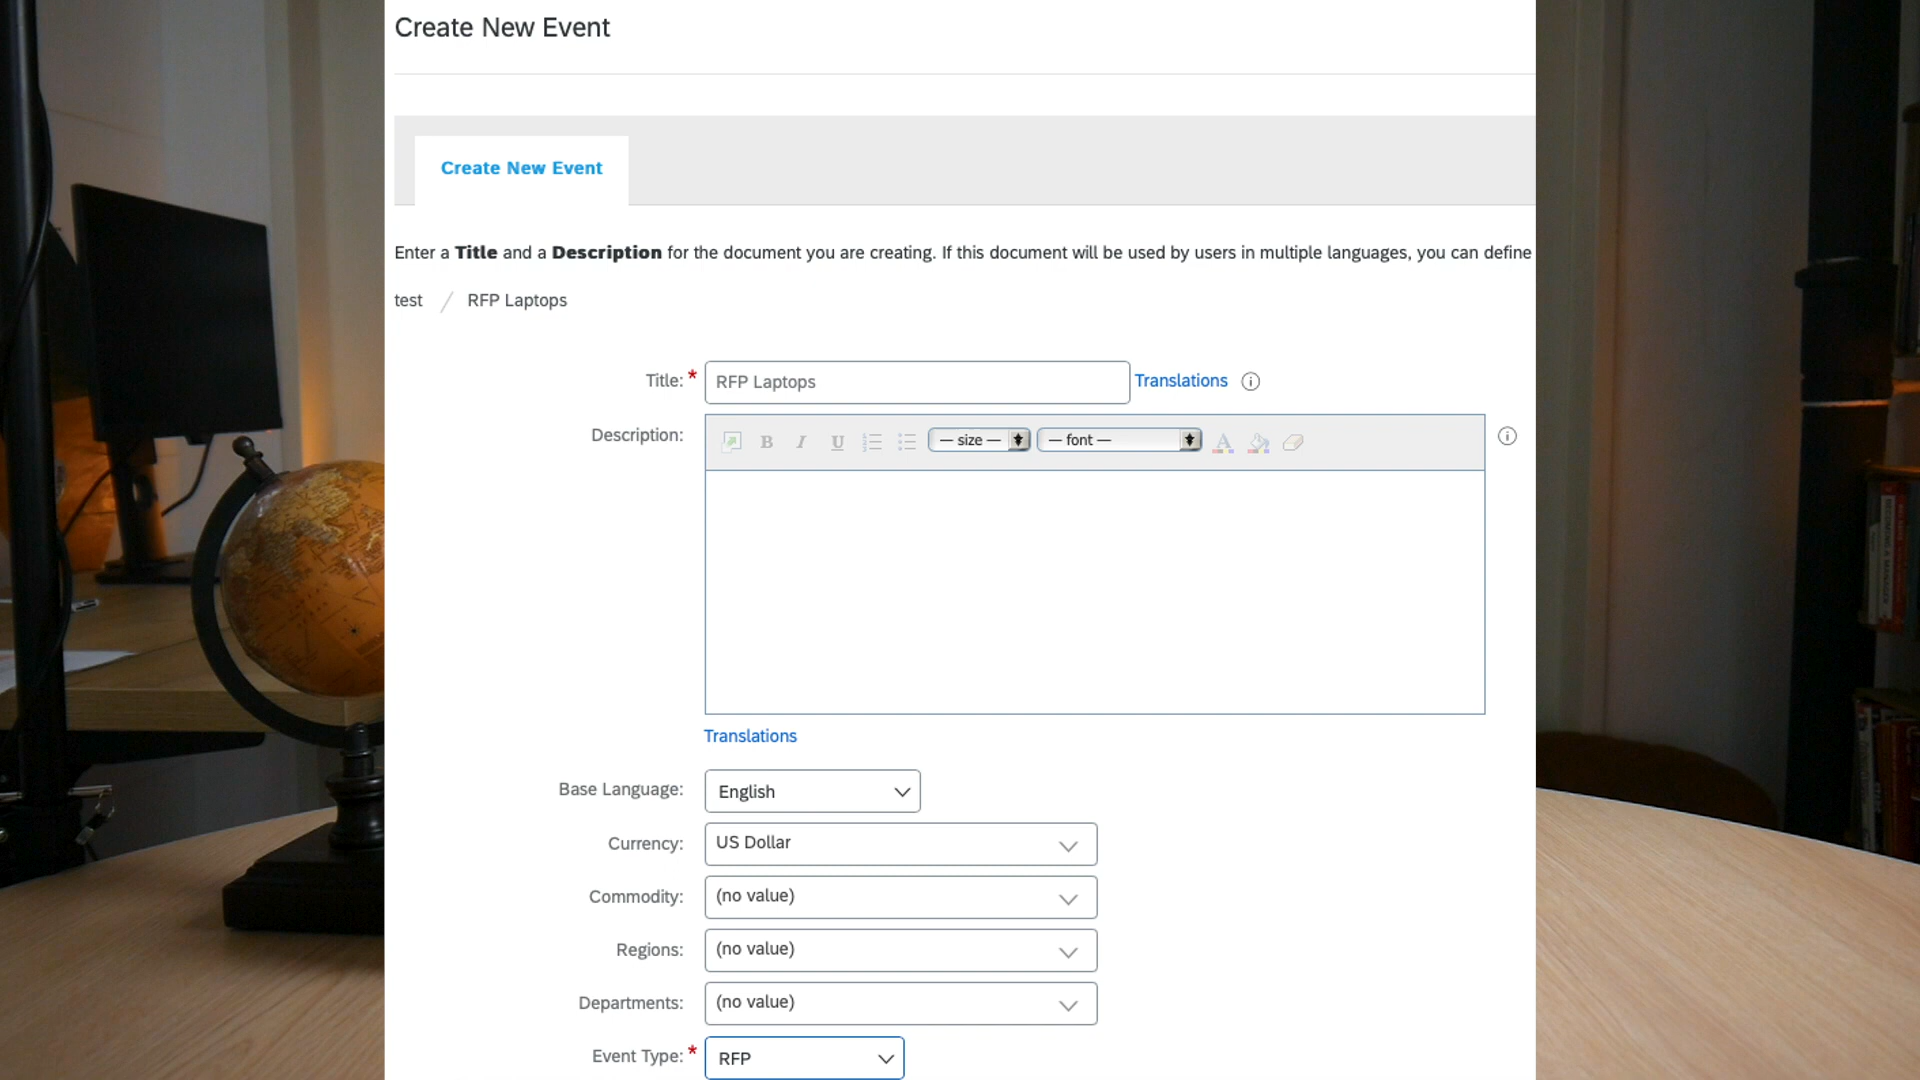 Create New Event
Create New Event
Enter a Title and a Description for the document you are creating. If this document will be used by users in multiple languages, you can define
test / RFP Laptops
Title: * RFP Laptops Translations
Description: B I U — size — — font — A
Translations
Base Language: English
Currency: US Dollar
Commodity: (no value)
Regions: (no value)
Departments: (no value)
Event Type: * RFP